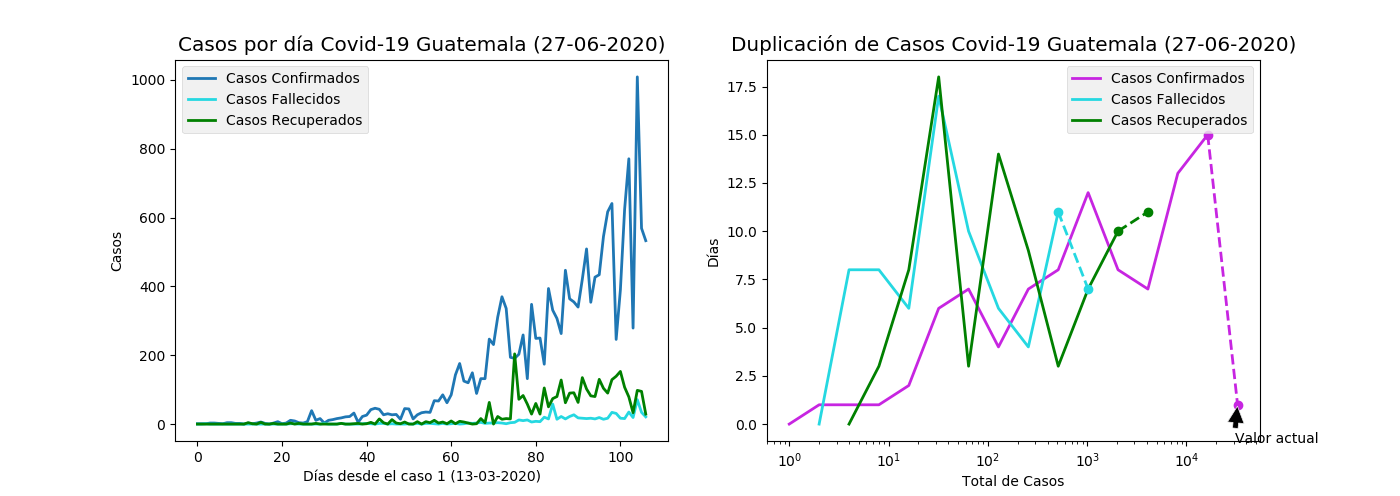 Casos por día Covid-19 Guatemala (27-06-2020)
Casos Confirmados
Casos Fallecidos
Casos Recuperados
1000
800
600
400
200
0
Casos
0 20 40 60 80 100
Días desde el caso 1 (13-03-2020)
Duplicación de Casos Covid-19 Guatemala (27-06-2020)
Casos Confirmados
Casos Fallecidos
Casos Recuperados
17.5
15.0
12.5
10.0
7.5
5.0
2.5
0.0
Días
Valor actual
10⁰ 10¹ 10² 10³ 10⁴
Total de Casos